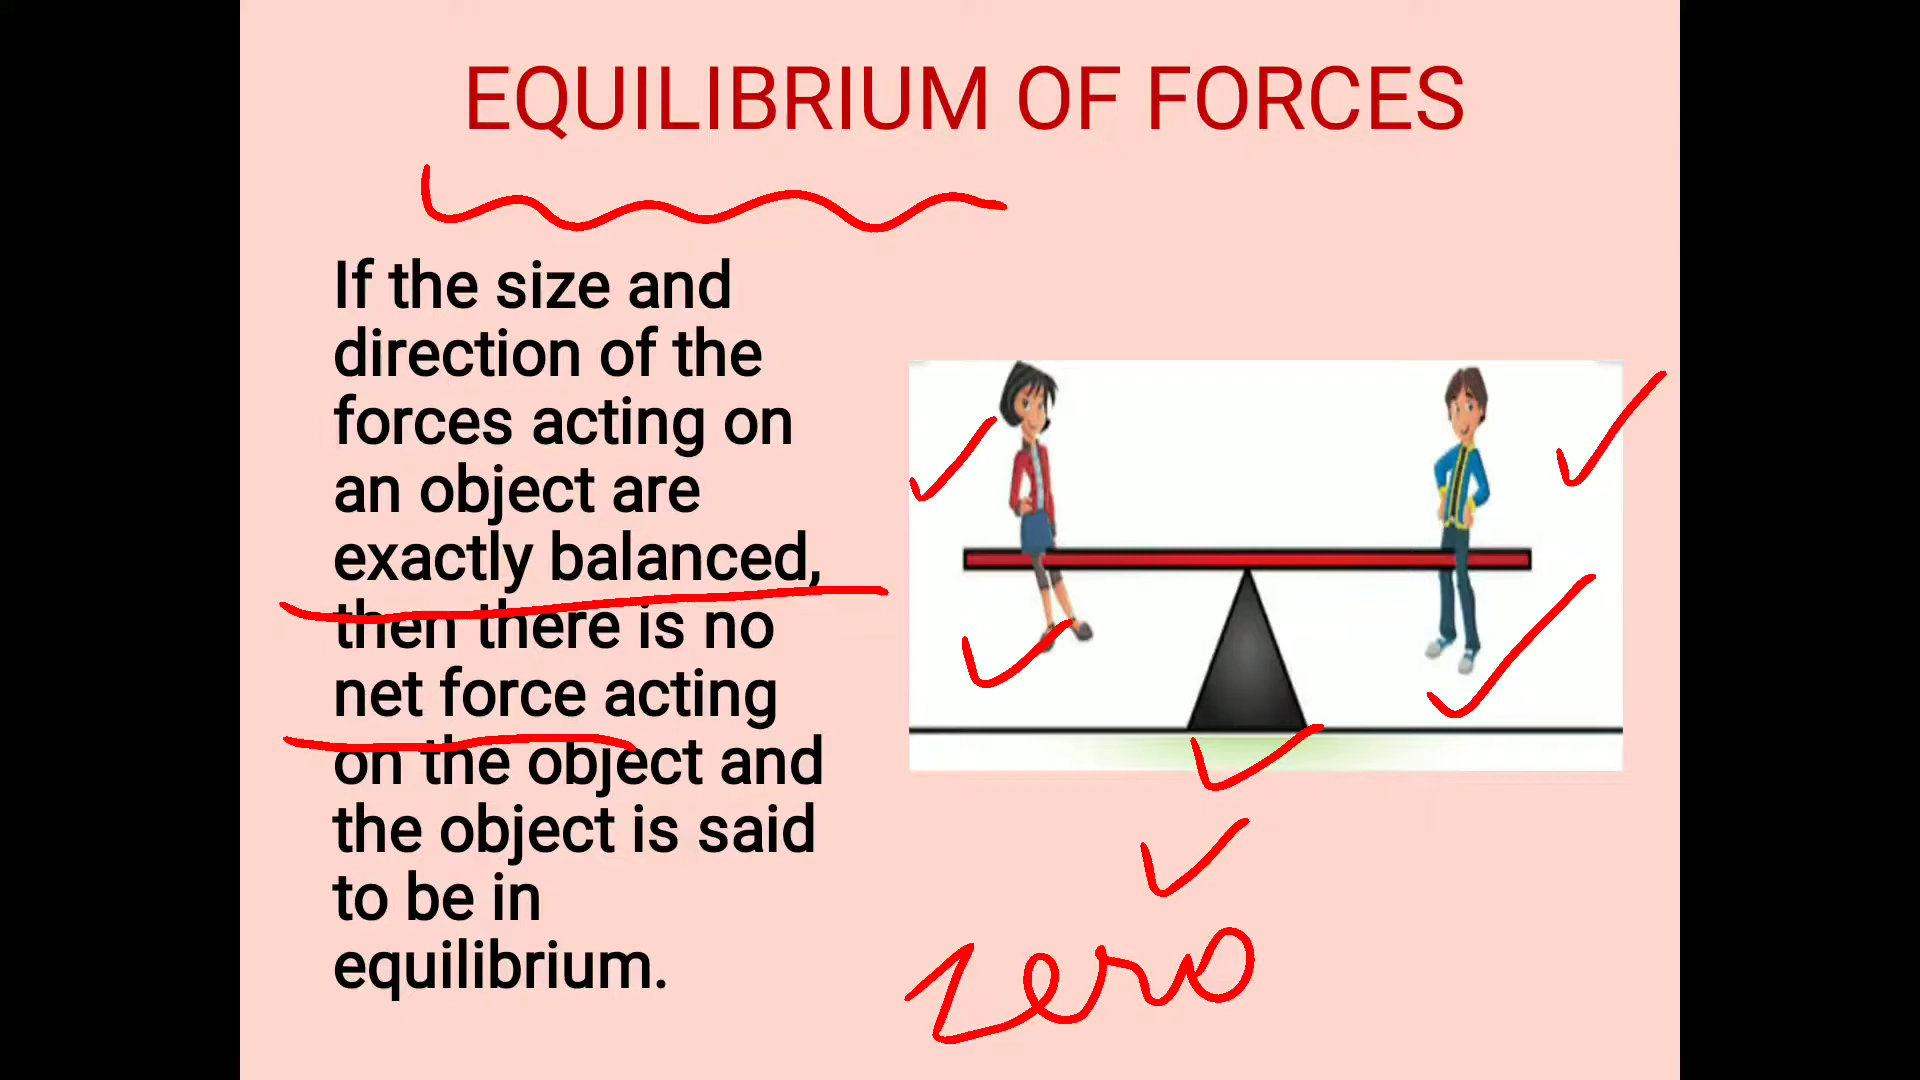 EQUILIBRIUM OF FORCES
If the size and
direction of the
forces acting on
an object are
exactly balanced,
then there is no
net force acting
on the object and
the object is said
to be in
equilibrium.
zero